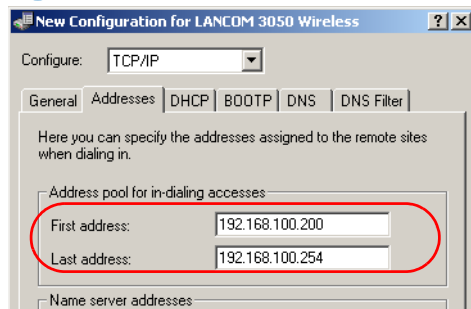 New Configuration for LANCOM 3050 Wireless
Configure: TCP/IP
General Addresses DHCP BOOTP DNS DNS Filter
Here you can specify the addresses assigned to the remote sites
when dialing in.
Address pool for in-dialing accesses
First address: 192.168.100.200
Last address: 192.168.100.254
Name server addresses